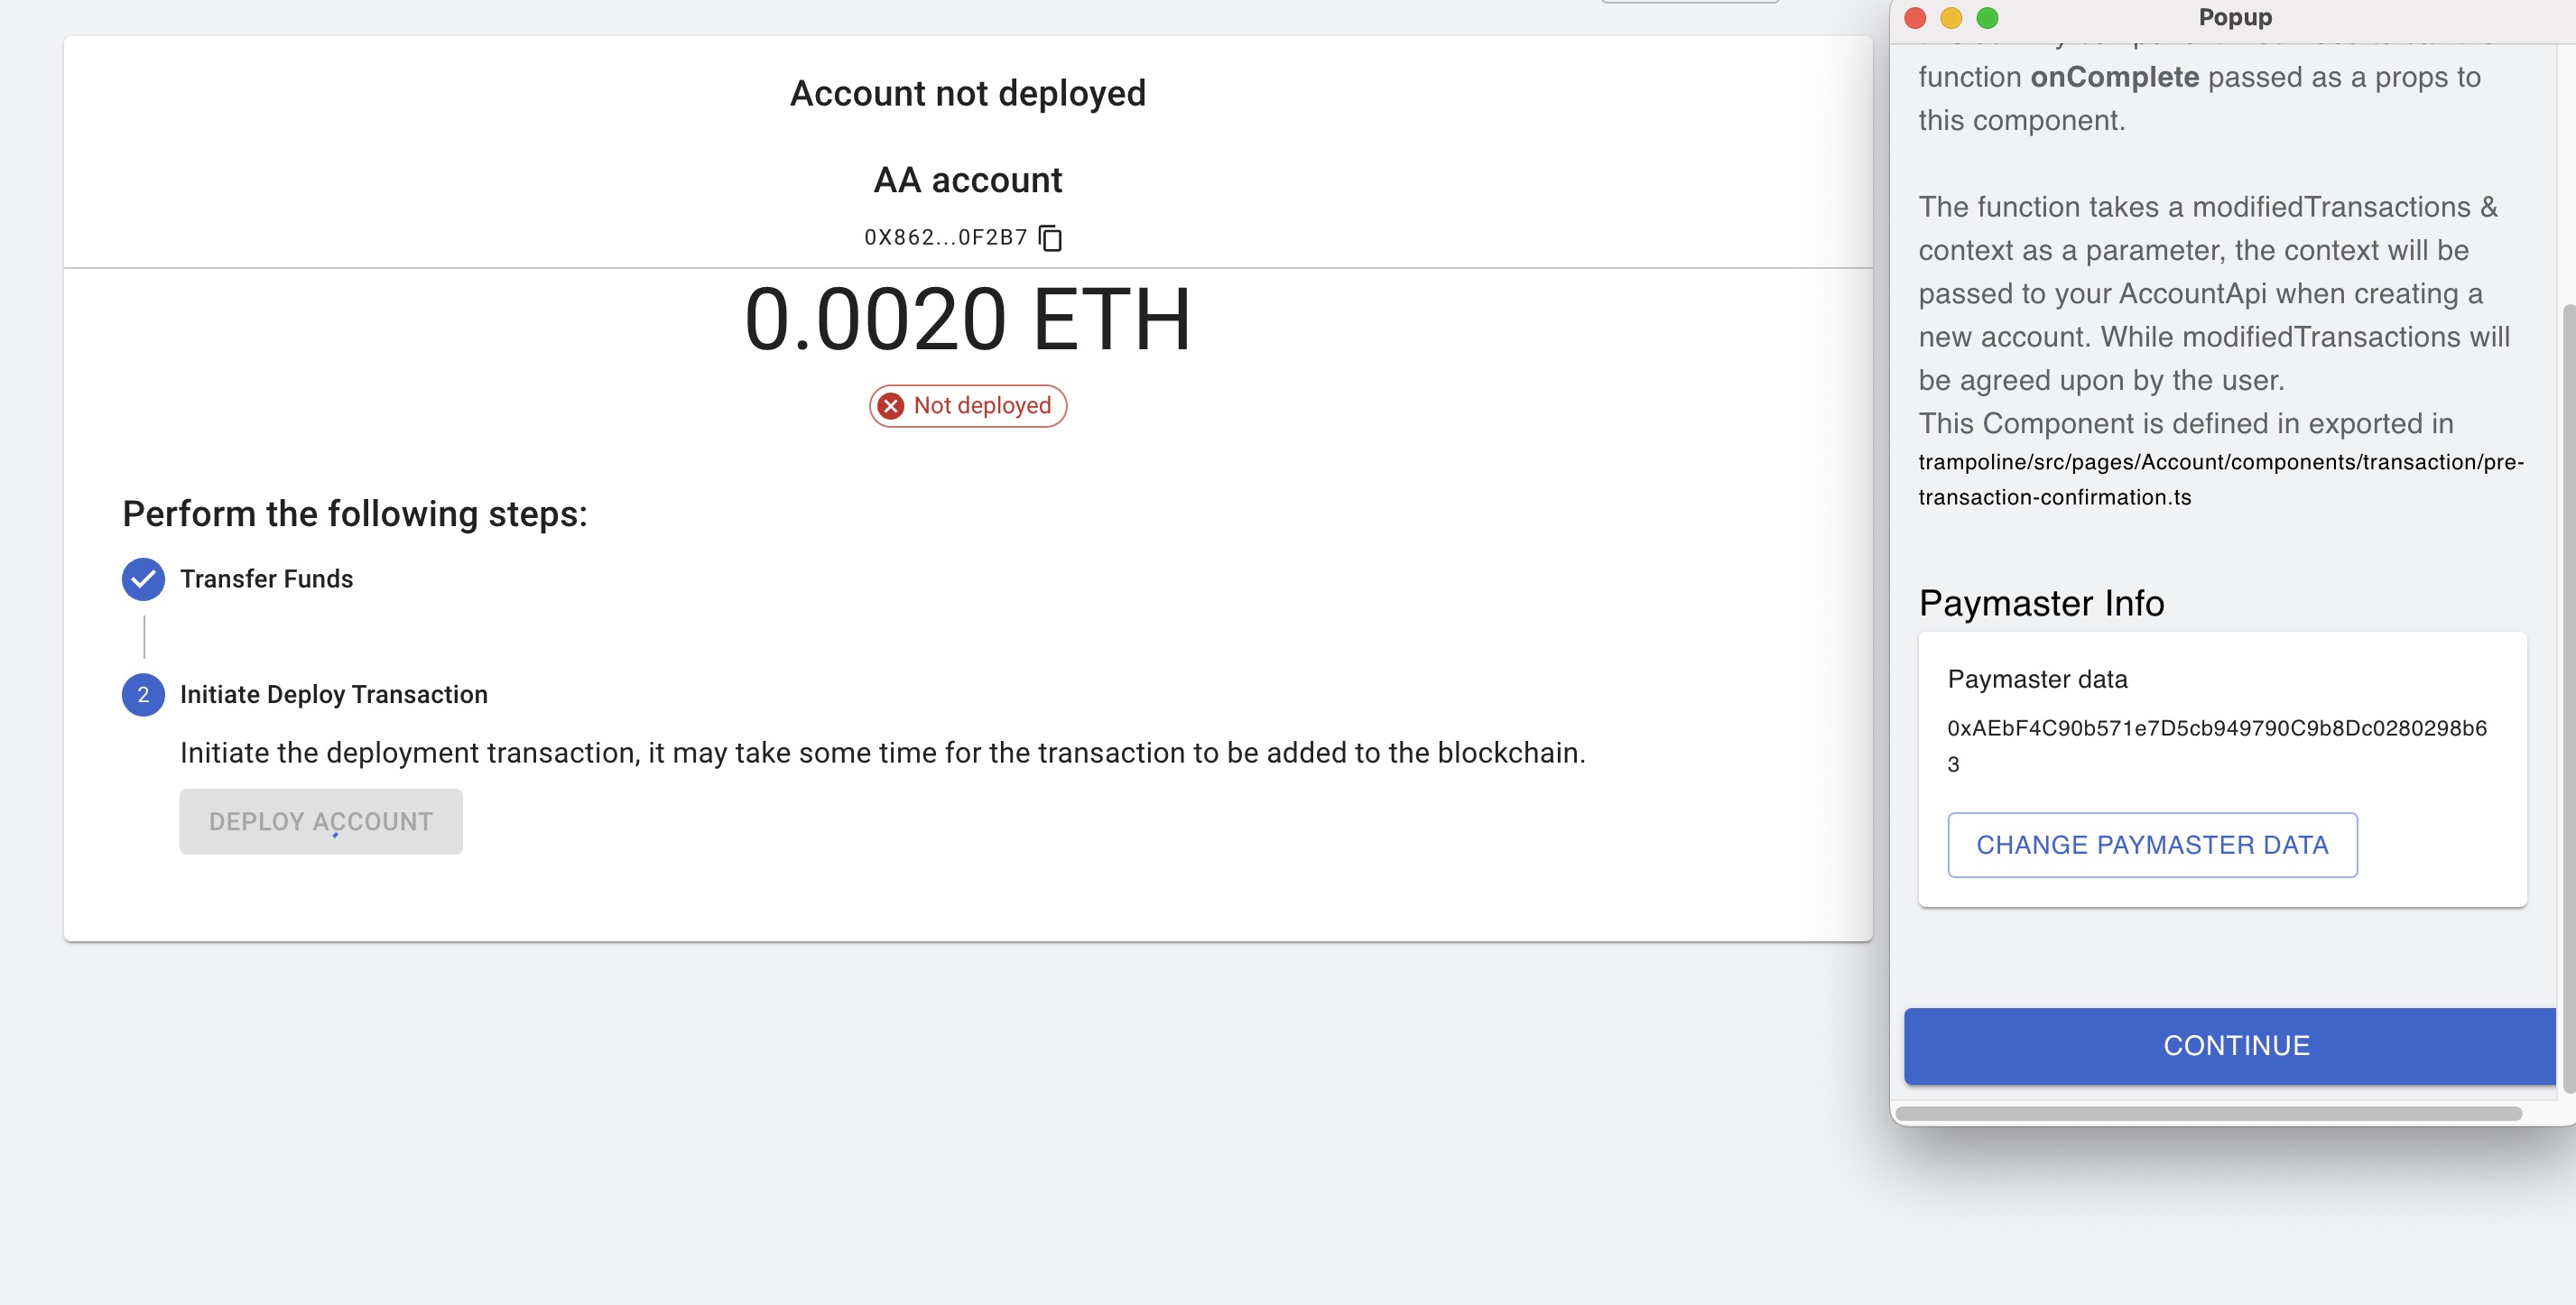 Account not deployed
AA account
0X862...0F2B7
0.0020 ETH
Not deployed
Perform the following steps:
Transfer Funds
2 Initiate Deploy Transaction
Initiate the deployment transaction, it may take some time for the transaction to be added to the blockchain.
DEPLOY ACCOUNT
Popup
function onComplete passed as a props to
this component.
The function takes a modifiedTransactions &
context as a parameter, the context will be
passed to your AccountApi when creating a
new account. While modifiedTransactions will
be agreed upon by the user.
This Component is defined in exported in
trampoline/src/pages/Account/components/transaction/pre-
transaction-confirmation.ts
Paymaster Info
Paymaster data
0xAEbF4C90b571e7D5cb949790C9b8Dc0280298b6
3
CHANGE PAYMASTER DATA
CONTINUE